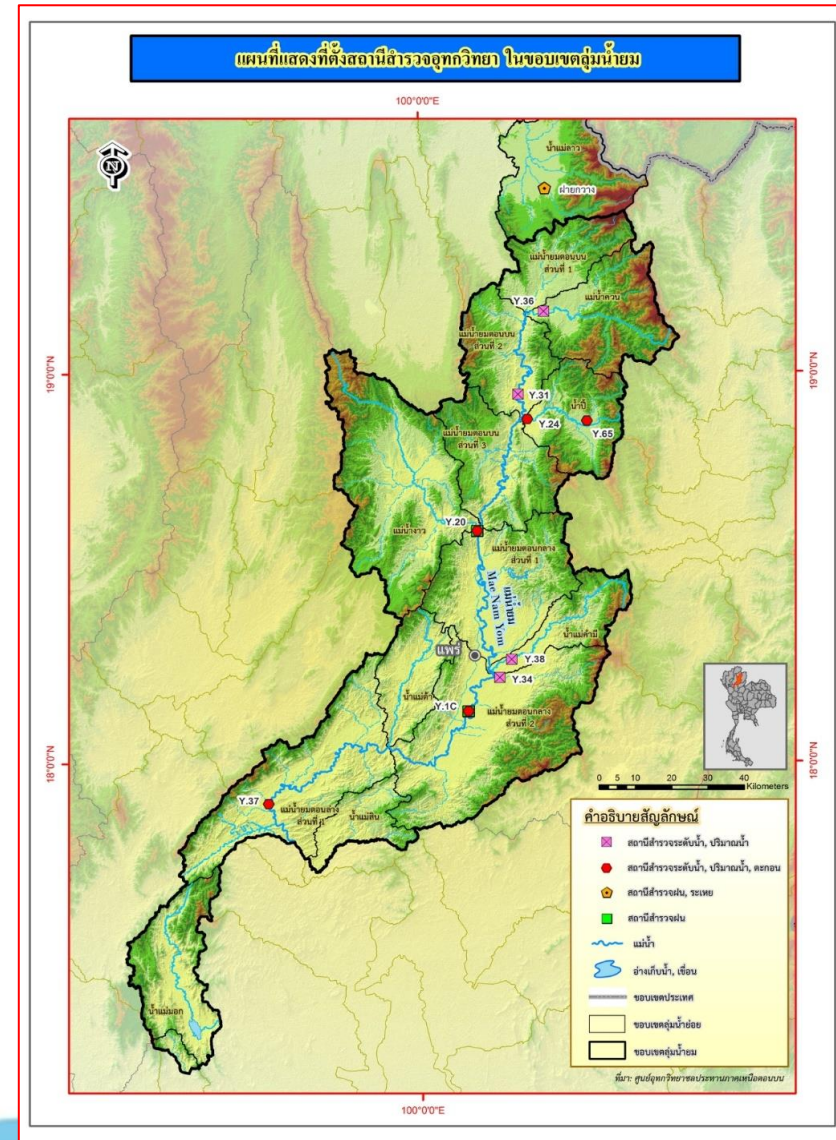 แผนที่แสดงที่ตั้งสถานีสำรวจอุทกวิทยา ในขอบเขตลุ่มน้ำยม
100°0'0"E
N
น้ำแม่ลาว
ฝายกวาง
แม่น้ำยมตอนบน
ส่วนที่ 1
แม่น้ำควน
Y.36
แม่น้ำยมตอนบน
ส่วนที่ 2
19°0'0"N
19°0'0"N
Y.31
น้ำปี้
Y.24
Y.65
แม่น้ำยมตอนบน
ส่วนที่ 3
Y.20
แม่น้ำงาว
แม่น้ำยมตอนกลาง
ส่วนที่ 1
แม่น้ำยม
Mae Nam Yom
น้ำแม่คำมี
แพร่
Y.38
Y.34
น้ำแม่ต้า
Y.1C
แม่น้ำยมตอนกลาง
ส่วนที่ 2
18°0'0"N
18°0'0"N
0 5 10 20 30 40
Kilometers
Y.37
แม่น้ำยมตอนล่าง
ส่วนที่ 1
น้ำแม่สิน
น้ำแม่มอก
คำอธิบายสัญลักษณ์
สถานีสำรวจระดับน้ำ, ปริมาณน้ำ
สถานีสำรวจระดับน้ำ, ปริมาณน้ำ, ตะกอน
สถานีสำรวจฝน, ระเหย
สถานีสำรวจฝน
แม่น้ำ
อ่างเก็บน้ำ, เขื่อน
ขอบเขตประเทศ
ขอบเขตลุ่มน้ำย่อย
ขอบเขตลุ่มน้ำยม
ที่มา: ศูนย์อุทกวิทยาชลประทานภาคเหนือตอนบน
100°0'0"E